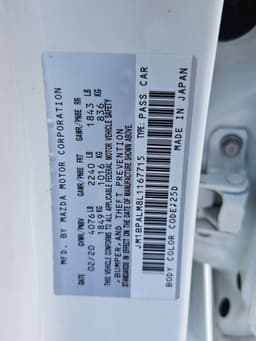 MFD. BY MAZDA MOTOR CORPORATION
GVWR/PNBV GAWR/PNBE FRT GAWR/PNBE RR
02/20 4076LB 2240 LB 1843 LB
1849KG 1016 KG 836 KG
THIS VEHICLE CONFORMS TO ALL APPLICABLE FEDERAL MOTOR VEHICLE SAFETY
, BUMPER, AND THEFT PREVENTION
STANDARDS IN EFFECT ON THE DATE OF MANUFACTURE SHOWN ABOVE.
JM1BPALM8L1167715 TYPE: PASS CAR
BODY COLOR CODE:25D MADE IN JAPAN